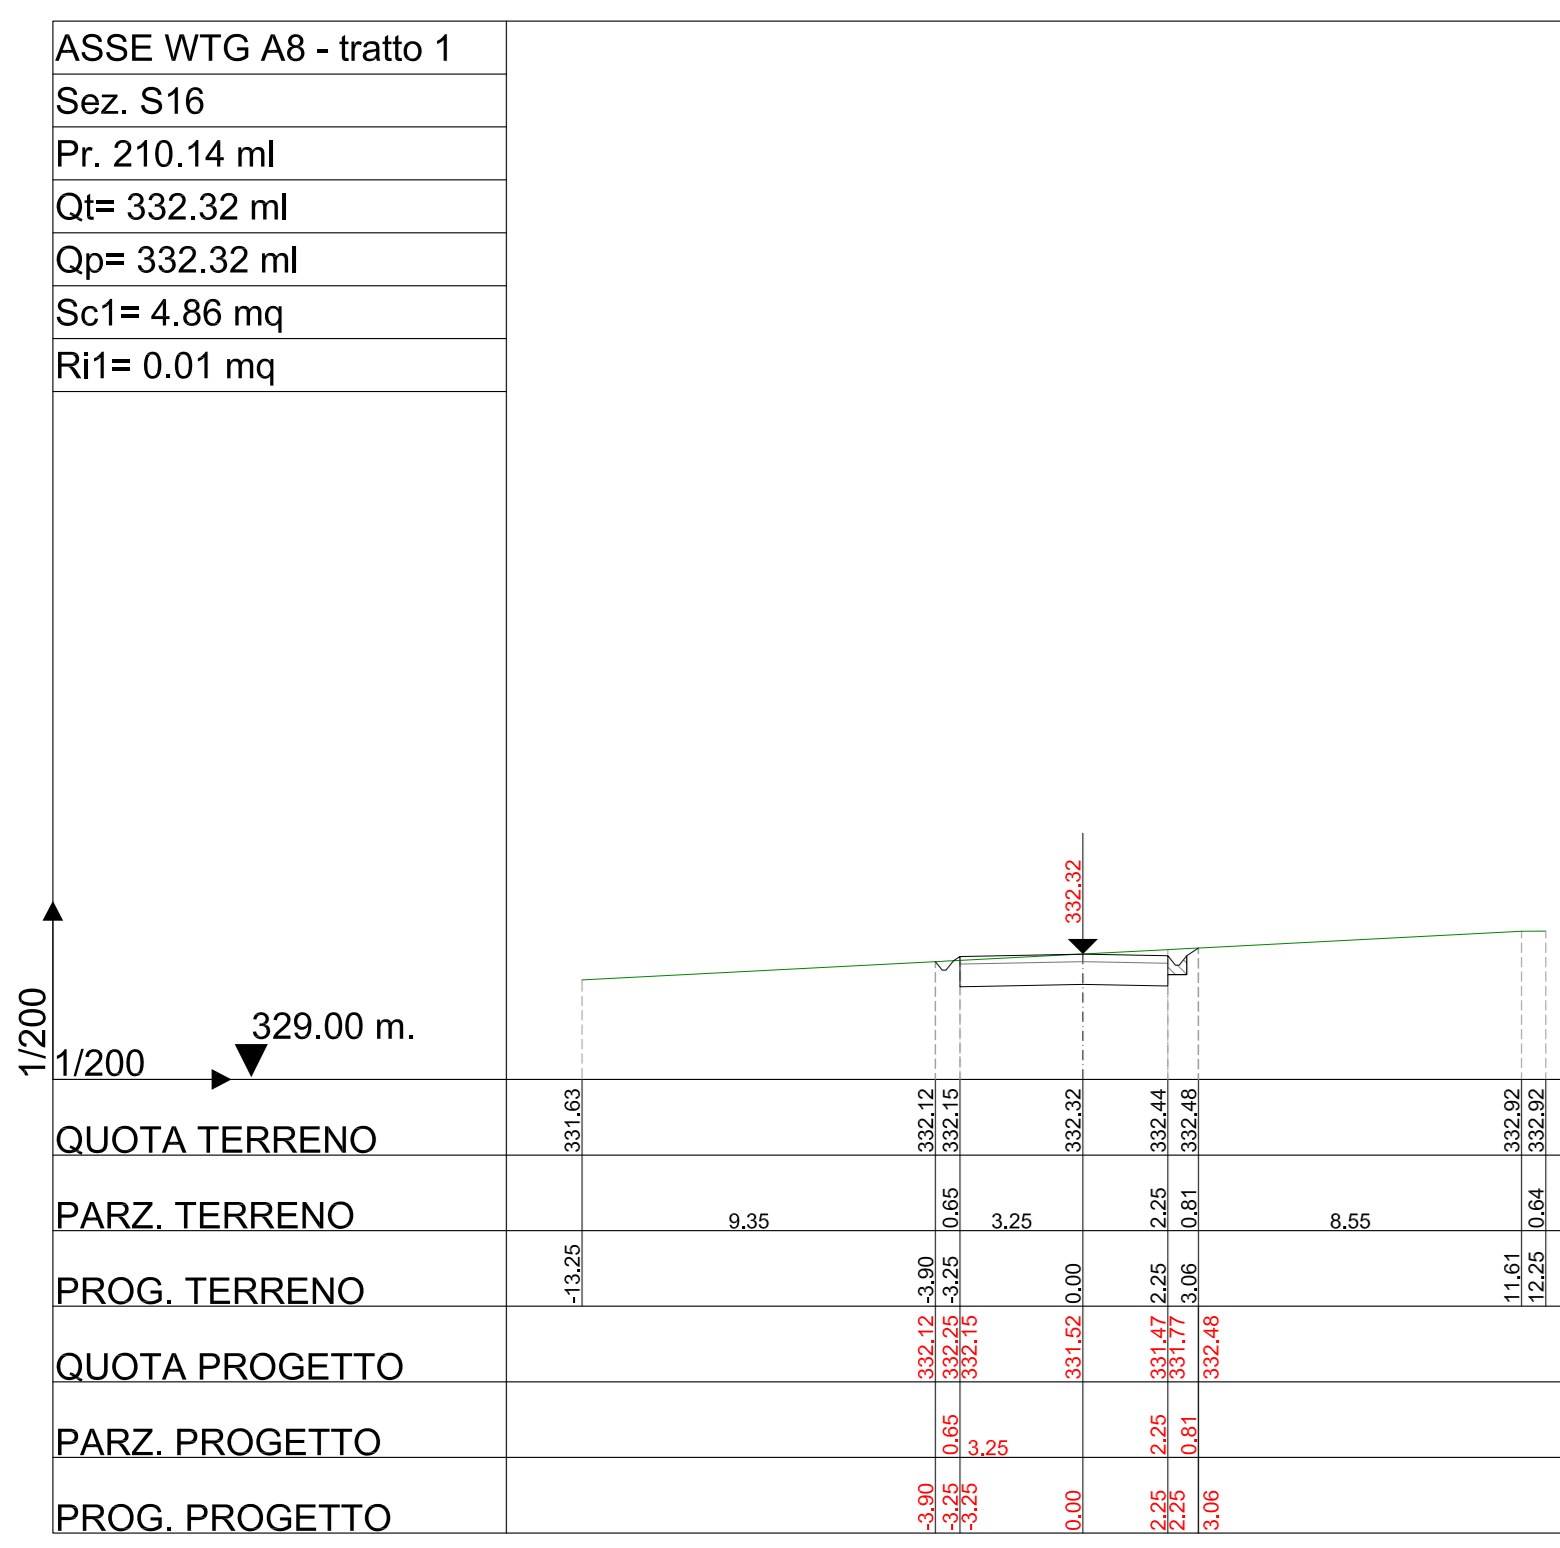 ASSE WTG A8 - tratto 1
Sez. S16
Pr. 210.14 ml
Qt= 332.32 ml
Qp= 332.32 ml
Sc1= 4.86 mq
Ri1= 0.01 mq
332.32
1/200
329.00 m.
1/200
QUOTA TERRENO 331.63 332.12 332.15 332.32 332.44 332.48 332.92 332.92
PARZ. TERRENO 9.35 0.65 3.25 2.25 0.81 8.55 0.64
PROG. TERRENO -13.25 -3.90 -3.25 0.00 2.25 3.06 11.61 12.25
QUOTA PROGETTO 332.12 332.25 332.15 331.52 331.47 331.77 332.48
PARZ. PROGETTO 0.65 3.25 2.25 0.81
PROG. PROGETTO -3.90 -3.25 -3.25 0.00 2.25 2.25 3.06